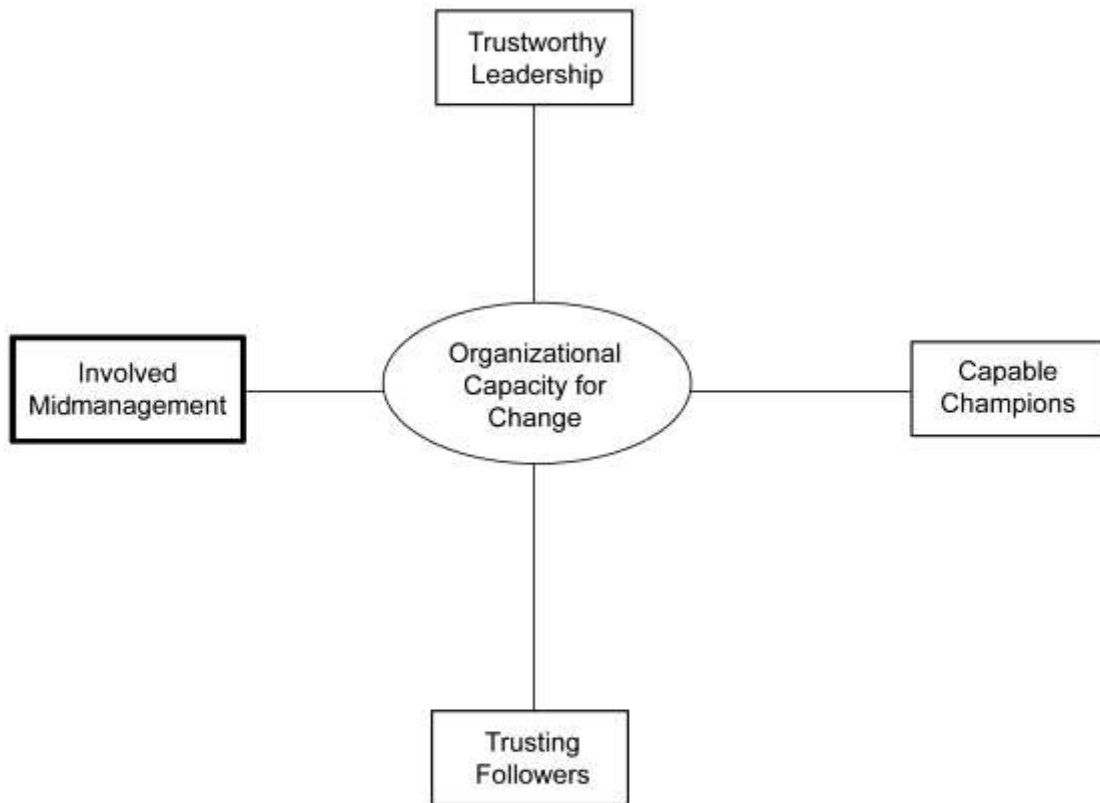 Trustworthy
Leadership
Involved
Midmanagement
Organizational
Capacity for
Change
Capable
Champions
Trusting
Followers